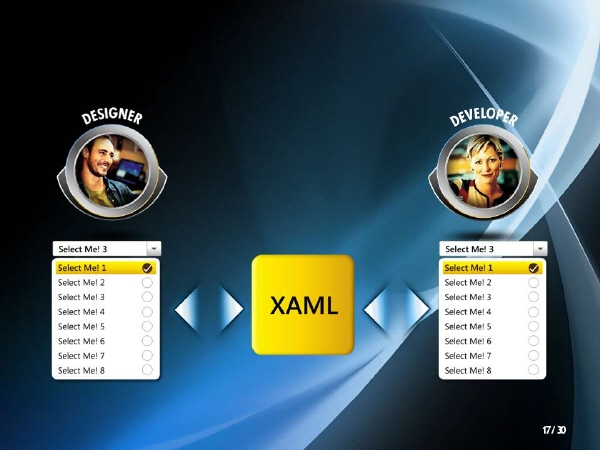 DESIGNER
DEVELOPER
Select Me! 3
Select Me! 1
Select Me! 2
Select Me! 3
Select Me! 4
Select Me! 5
Select Me! 6
Select Me! 7
Select Me! 8
XAML
Select Me! 3
Select Me! 1
Select Me! 2
Select Me! 3
Select Me! 4
Select Me! 5
Select Me! 6
Select Me! 7
Select Me! 8
17/30